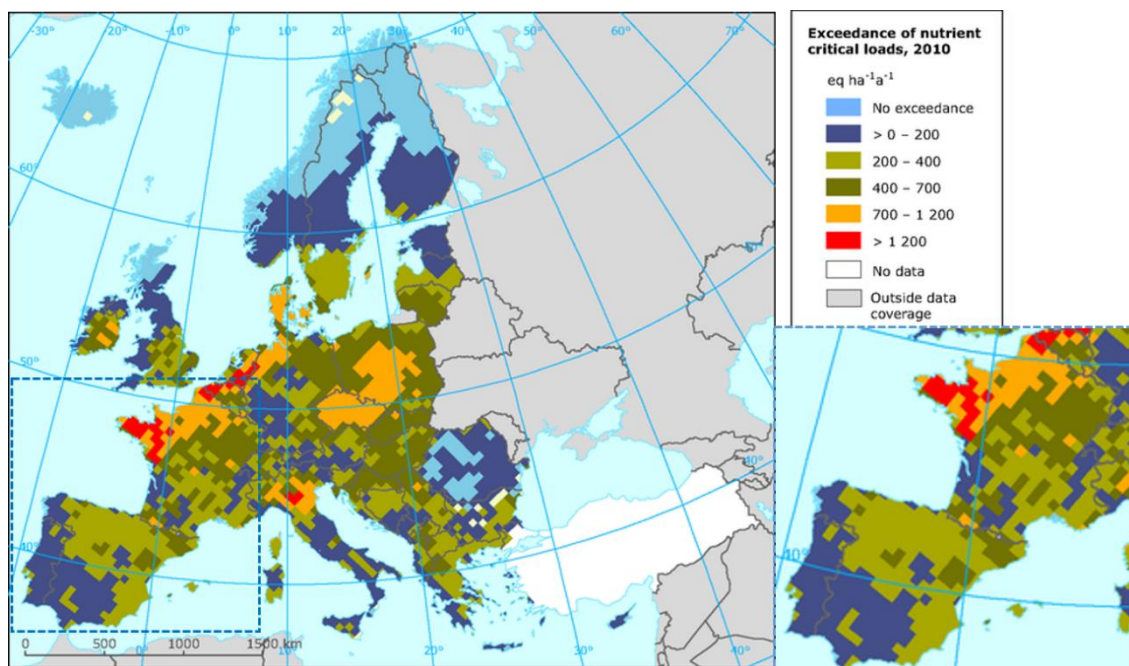 -30° -20° -10° 0° 10° 20° 30° 40° 50° 60° 70°
60°
50°
40°
0 500 1000 1500 km
0° 10° 20° 30°
40°
Exceedance of nutrient
critical loads, 2010
eq ha⁻¹a⁻¹
No exceedance
> 0 – 200
200 – 400
400 – 700
700 – 1 200
> 1 200
No data
Outside data
coverage
40°